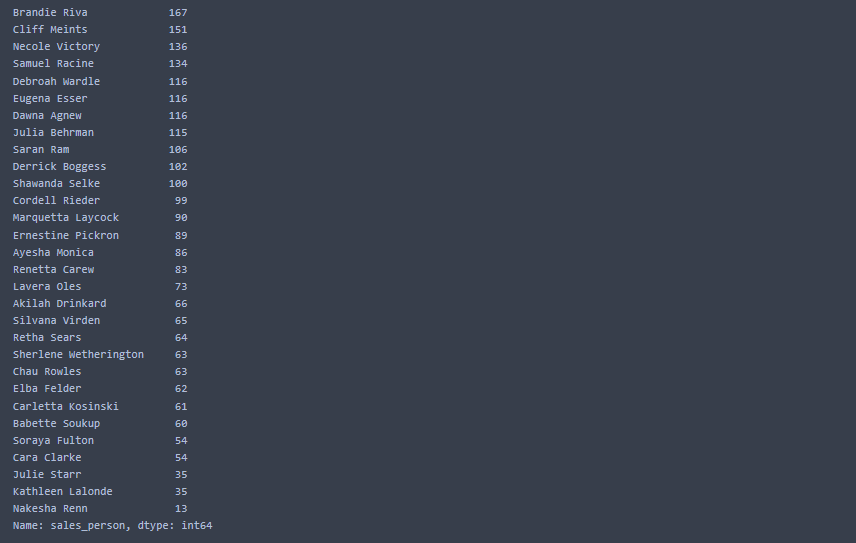 Brandie Riva 167
Cliff Meints 151
Necole Victory 136
Samuel Racine 134
Debroah Wardle 116
Eugena Esser 116
Dawna Agnew 116
Julia Behrman 115
Saran Ram 106
Derrick Boggess 102
Shawanda Selke 100
Cordell Rieder 99
Marquetta Laycock 90
Ernestine Pickron 89
Ayesha Monica 86
Renetta Carew 83
Lavera Oles 73
Akilah Drinkard 66
Silvana Virden 65
Retha Sears 64
Sherlene Wetherington 63
Chau Rowles 63
Elba Felder 62
Carletta Kosinski 61
Babette Soukup 60
Soraya Fulton 54
Cara Clarke 54
Julie Starr 35
Kathleen Lalonde 35
Nakesha Renn 13
Name: sales_person, dtype: int64